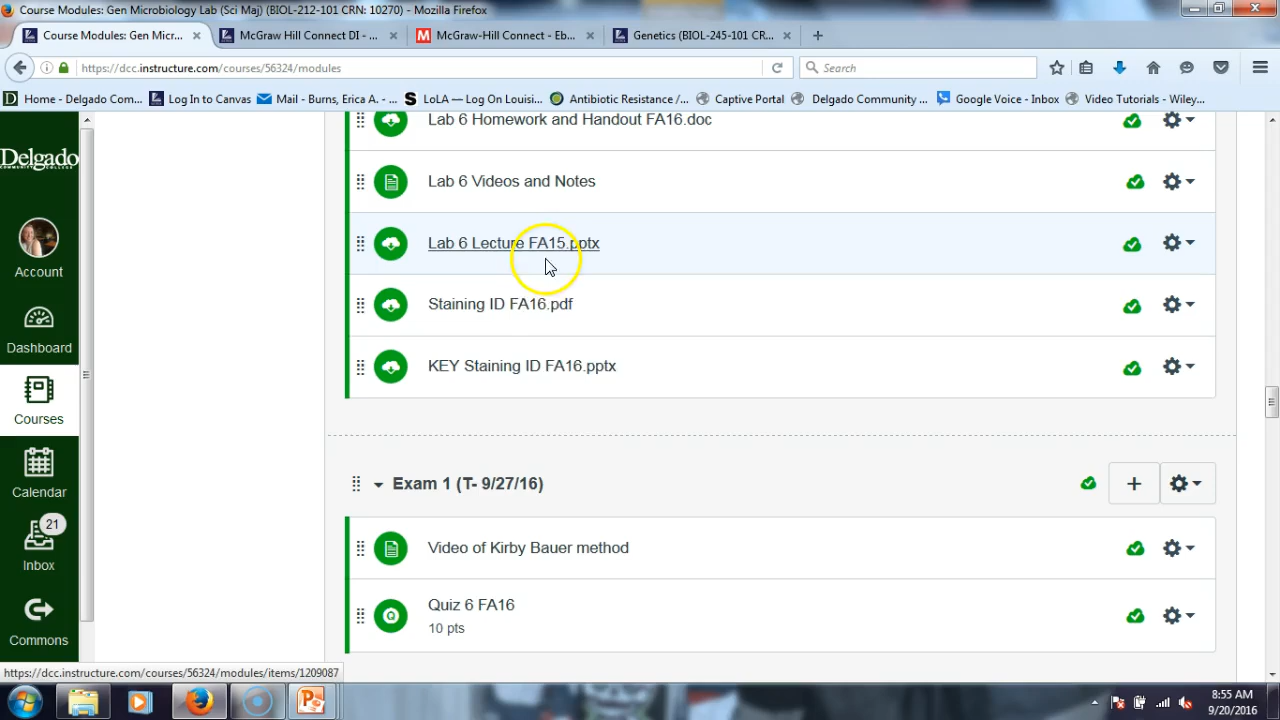 Course Modules: Gen Microbiology Lab (Sci Maj) (BIOL-212-101 CRN: 10270) - Mozilla Firefox
Course Modules: Gen Micr...
McGraw Hill Connect DI - ...
McGraw-Hill Connect - Eb...
Genetics (BIOL-245-101 CR...
https://dcc.instructure.com/courses/56324/modules
Search
Home - Delgado Com...
Log In to Canvas
Mail - Burns, Erica A. - ...
LoLA — Log On Louisi...
Antibiotic Resistance /...
Captive Portal
Delgado Community ...
Google Voice - Inbox
Video Tutorials - Wiley...
Delgado
COMMUNITY COLLEGE
Account
Dashboard
Courses
Calendar
21
Inbox
Commons
Lab 6 Homework and Handout FA16.doc
Lab 6 Videos and Notes
Lab 6 Lecture FA15.pptx
Staining ID FA16.pdf
KEY Staining ID FA16.pptx
Exam 1 (T- 9/27/16)
Video of Kirby Bauer method
Quiz 6 FA16
10 pts
https://dcc.instructure.com/courses/56324/modules/items/1209087
8:55 AM
9/20/2016